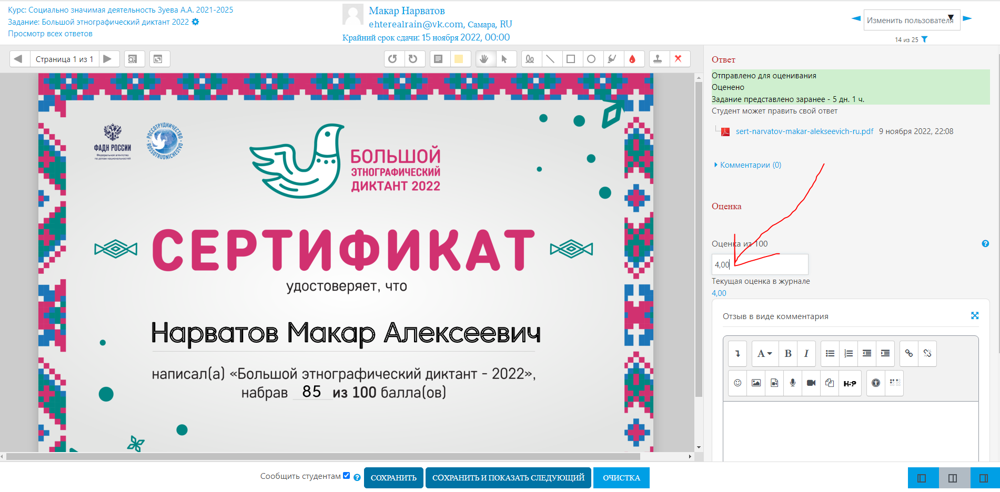 Курс: Социально значимая деятельность Зуева А.А. 2021-2025
Задание: Большой этнографический диктант 2022
Просмотр всех ответов
Макар Нарватов
ehterealrain@vk.com, Самара, RU
Крайний срок сдачи: 15 ноября 2022, 00:00
Изменить пользователя
14 из 25
Страница 1 из 1
ФАДН РОССИИ
Федеральное агентство
по делам национальностей
РОССОТРУДНИЧЕСТВО
ROSSOTRUDNICHESTVO
БОЛЬШОЙ
ЭТНОГРАФИЧЕСКИЙ
ДИКТАНТ 2022
СЕРТИФИКАТ
удостоверяет, что
Нарватов Макар Алексеевич
написал(а) «Большой этнографический диктант - 2022»,
набрав 85 из 100 балла(ов)
Ответ
Отправлено для оценивания
Оценено
Задание представлено заранее - 5 дн. 1 ч.
Студент может править свой ответ
sert-narvatov-makar-alekseevich-ru.pdf 9 ноября 2022, 22:08
Комментарии (0)
Оценка
Оценка из 100
4,00
Текущая оценка в журнале
4,00
Отзыв в виде комментария
A B I
H5P
Сообщить студентам
СОХРАНИТЬ
СОХРАНИТЬ И ПОКАЗАТЬ СЛЕДУЮЩИЙ
ОЧИСТКА